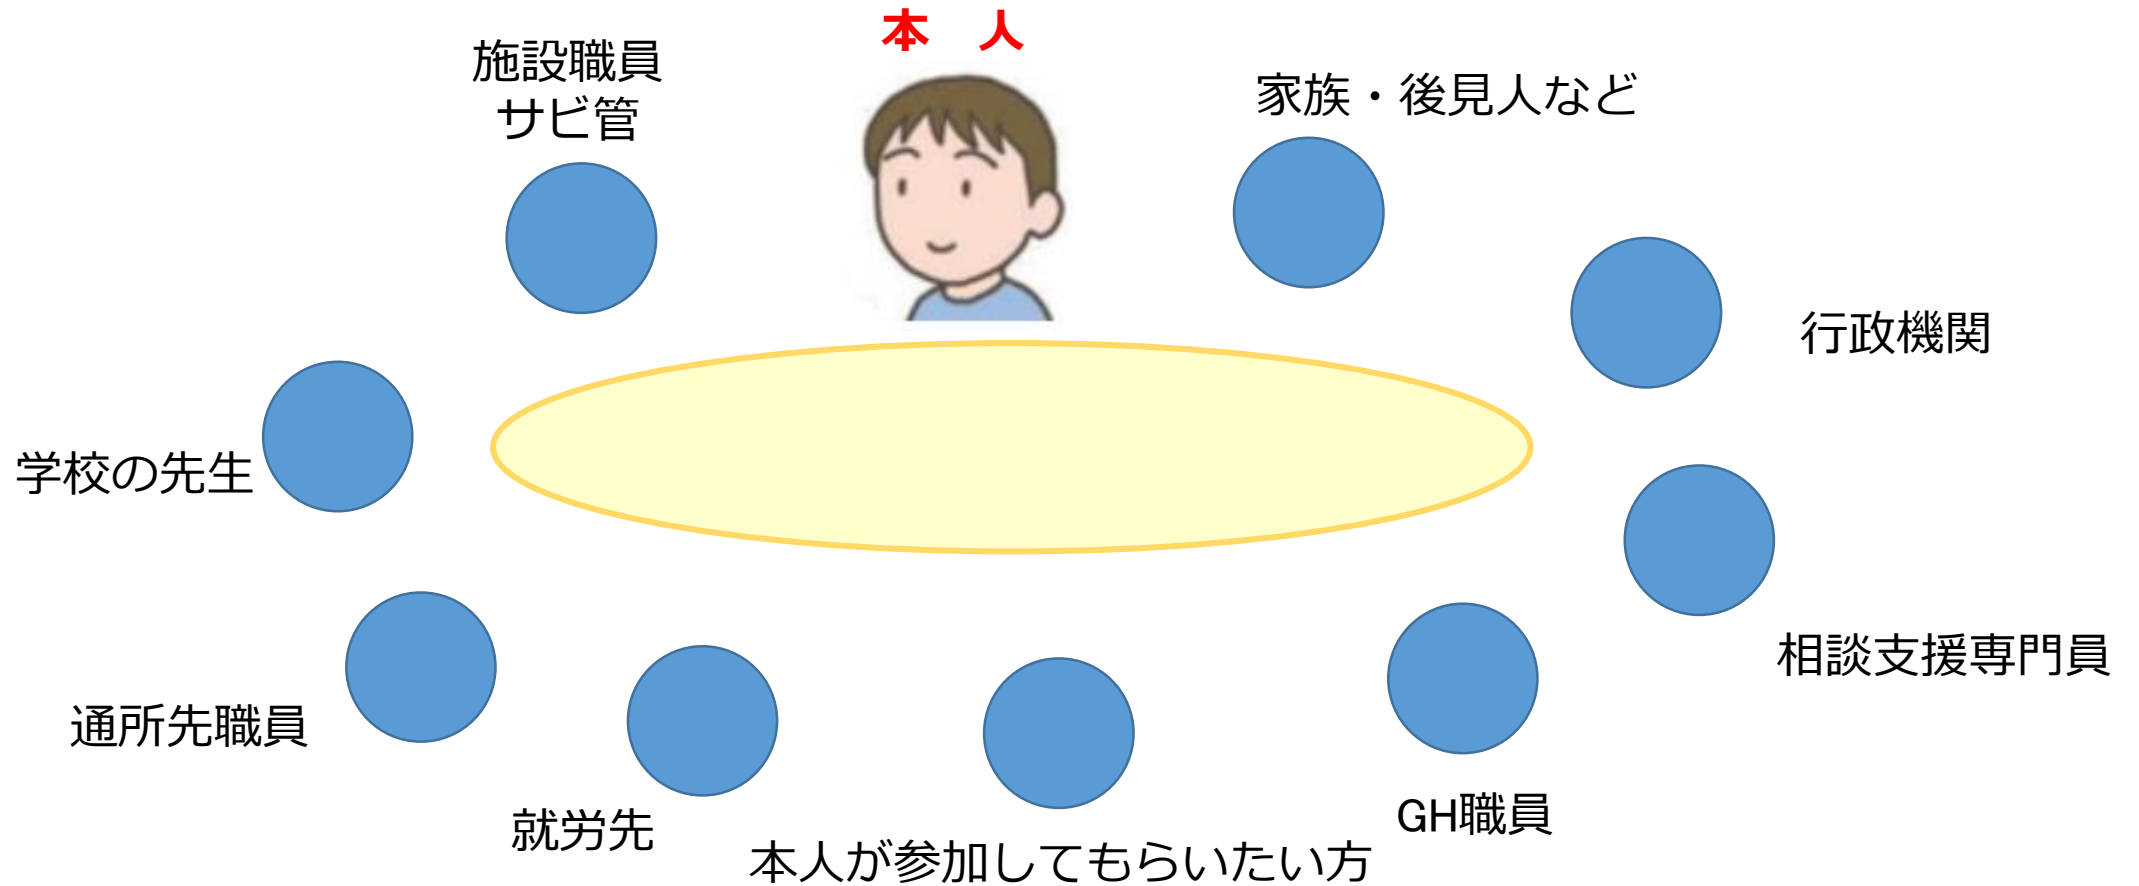 本　人
施設職員
サビ管
家族・後見人など
行政機関
学校の先生
相談支援専門員
通所先職員
GH職員
就労先
本人が参加してもらいたい方